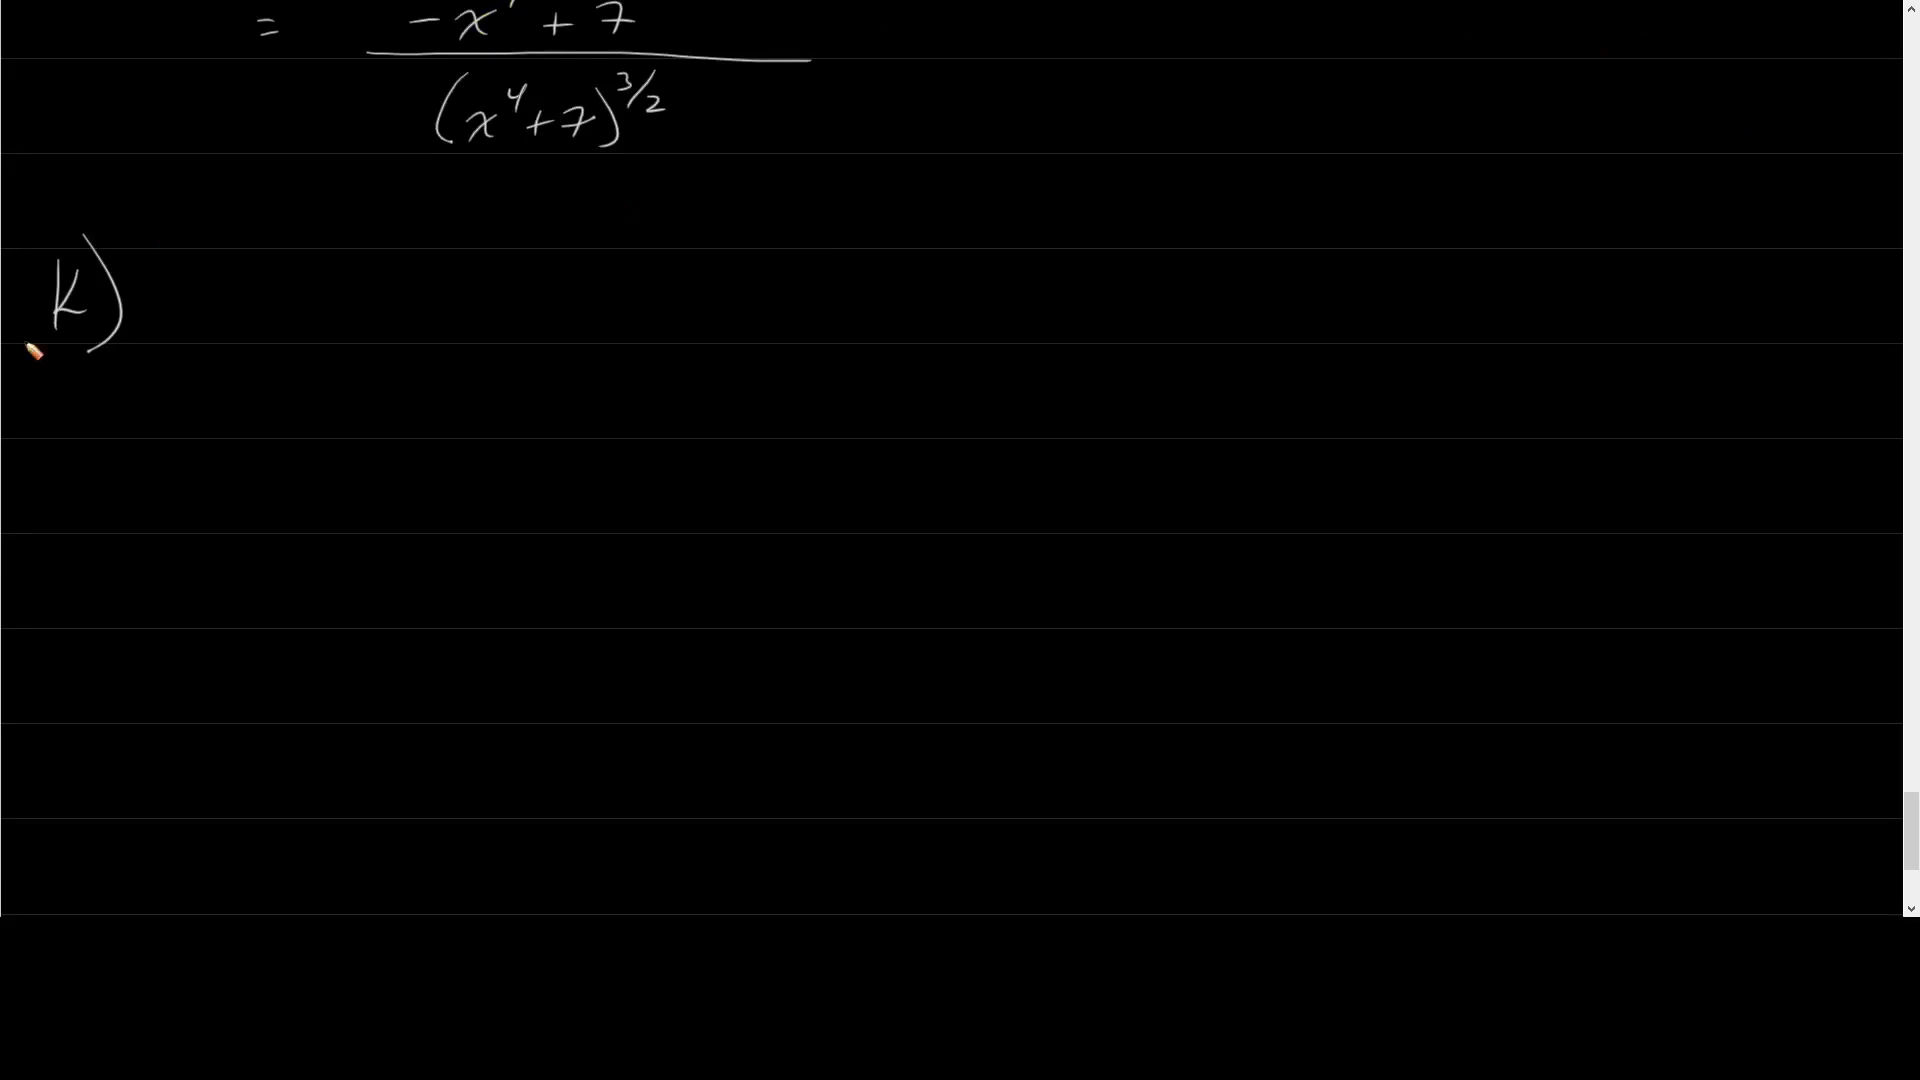 = -x + 7
(x⁴+7)^3/2
k)